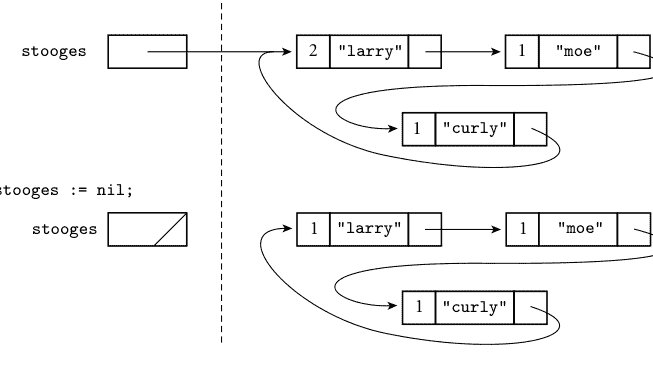 stooges 2 "larry" 1 "moe"
1 "curly"
stooges := nil;
stooges 1 "larry" 1 "moe"
1 "curly"